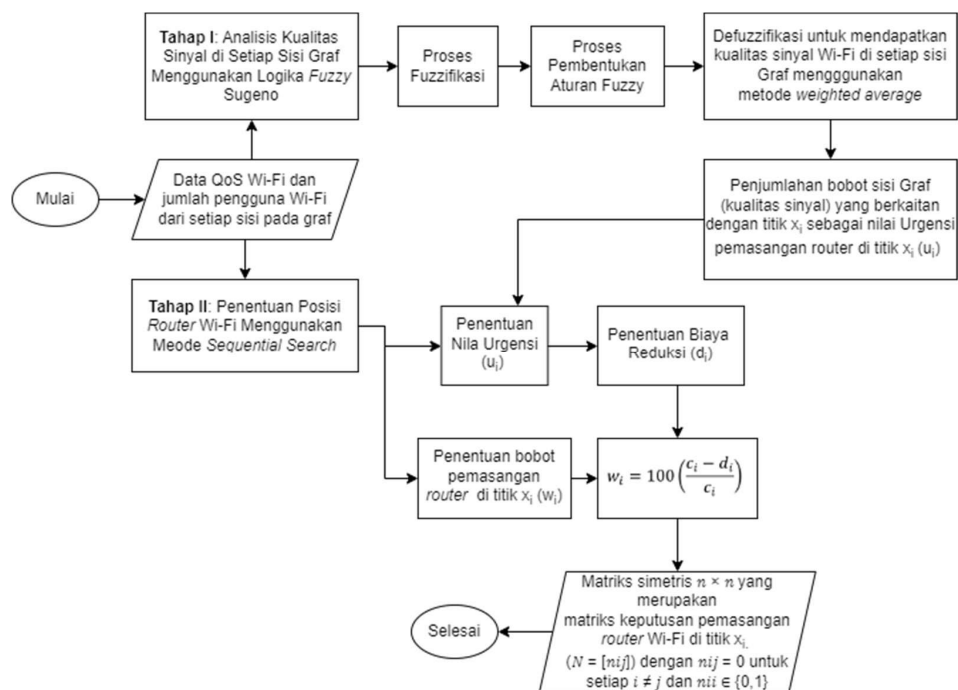 Tahap I: Analisis Kualitas
Sinyal di Setiap Sisi Graf
Menggunakan Logika Fuzzy
Sugeno
Proses
Fuzzifikasi
Proses
Pembentukan
Aturan Fuzzy
Defuzzifikasi untuk mendapatkan
kualitas sinyal Wi-Fi di setiap sisi
Graf mengggunakan
metode weighted average
Mulai
Data QoS Wi-Fi dan
jumlah pengguna Wi-Fi
dari setiap sisi pada graf
Penjumlahan bobot sisi Graf
(kualitas sinyal) yang berkaitan
dengan titik xᵢ sebagai nilai Urgensi
pemasangan router di titik xᵢ (uᵢ)
Tahap II: Penentuan Posisi
Router Wi-Fi Menggunakan
Meode Sequential Search
Penentuan
Nila Urgensi
(uᵢ)
Penentuan Biaya
Reduksi (dᵢ)
Penentuan bobot
pemasangan
router di titik xᵢ (wᵢ)
wᵢ = 100 ((cᵢ − dᵢ)/cᵢ)
Matriks simetris n × n yang
merupakan
matriks keputusan pemasangan
router Wi-Fi di titik xᵢ.
(N = [nij]) dengan nij = 0 untuk
setiap i ≠ j dan nii ∈ {0,1}
Selesai